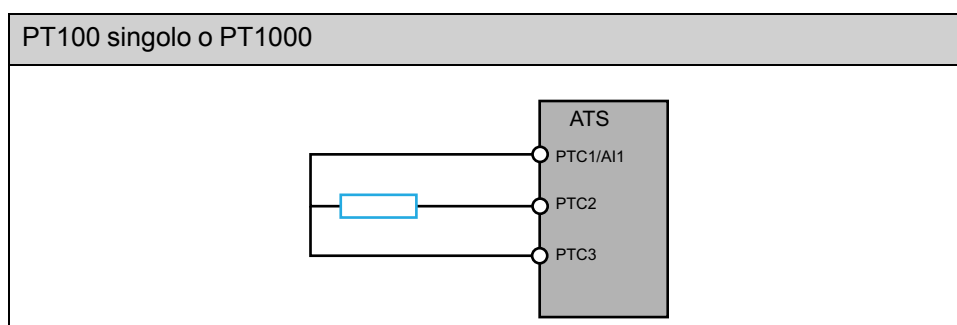 PT100 singolo o PT1000
ATS
PTC1/AI1
PTC2
PTC3